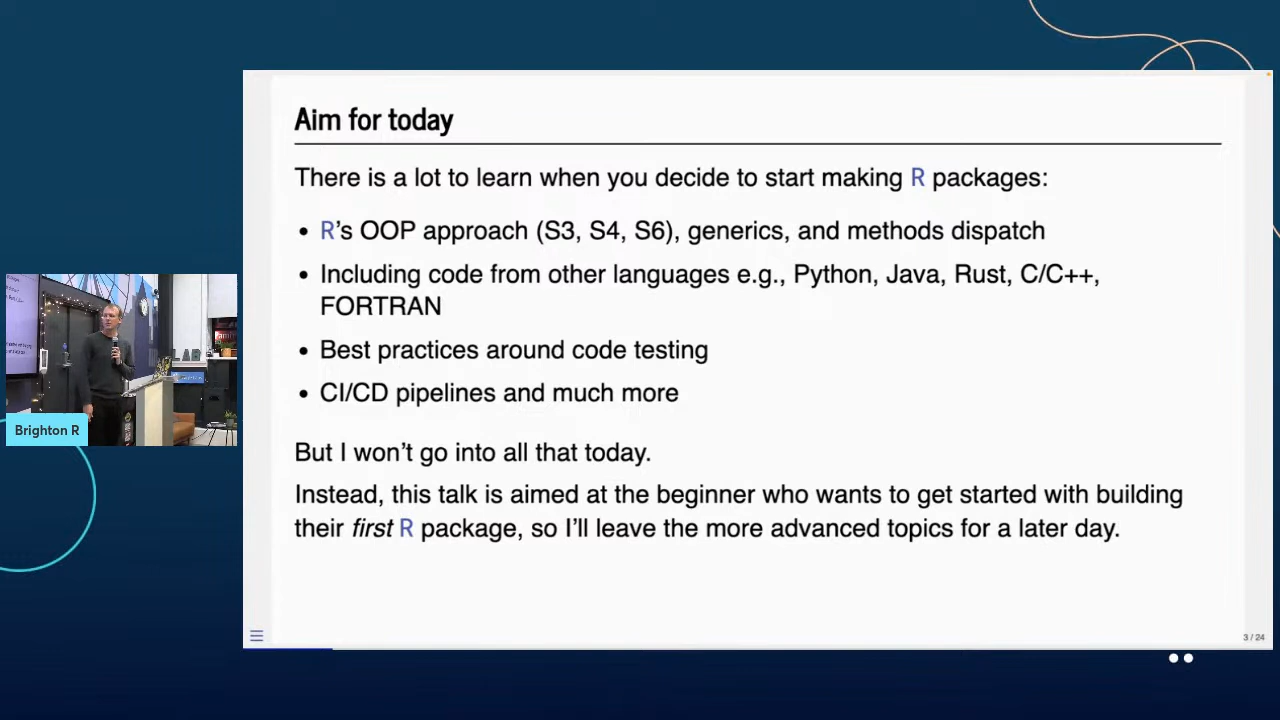 Aim for today
There is a lot to learn when you decide to start making R packages:
• R's OOP approach (S3, S4, S6), generics, and methods dispatch
• Including code from other languages e.g., Python, Java, Rust, C/C++,
FORTRAN
• Best practices around code testing
• CI/CD pipelines and much more
But I won't go into all that today.
Instead, this talk is aimed at the beginner who wants to get started with building
their first R package, so I'll leave the more advanced topics for a later day.
3 / 24
LAB
Brighton R